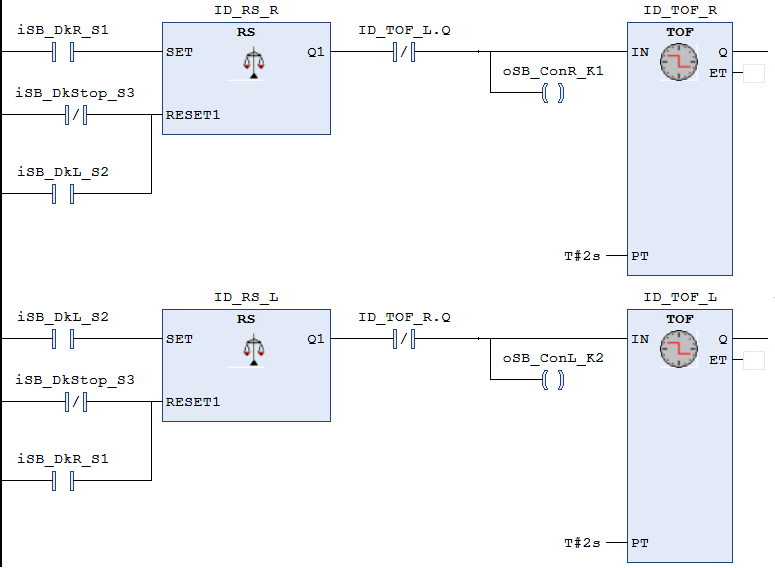 ID_RS_R
ID_TOF_R
iSB_DkR_S1
RS
ID_TOF_L.Q
TOF
SET
Q1
IN
Q
oSB_ConR_K1
ET
iSB_DkStop_S3
RESET1
iSB_DkL_S2
T#2s
PT
ID_RS_L
ID_TOF_L
iSB_DkL_S2
RS
ID_TOF_R.Q
TOF
SET
Q1
IN
Q
oSB_ConL_K2
ET
iSB_DkStop_S3
RESET1
iSB_DkR_S1
T#2s
PT